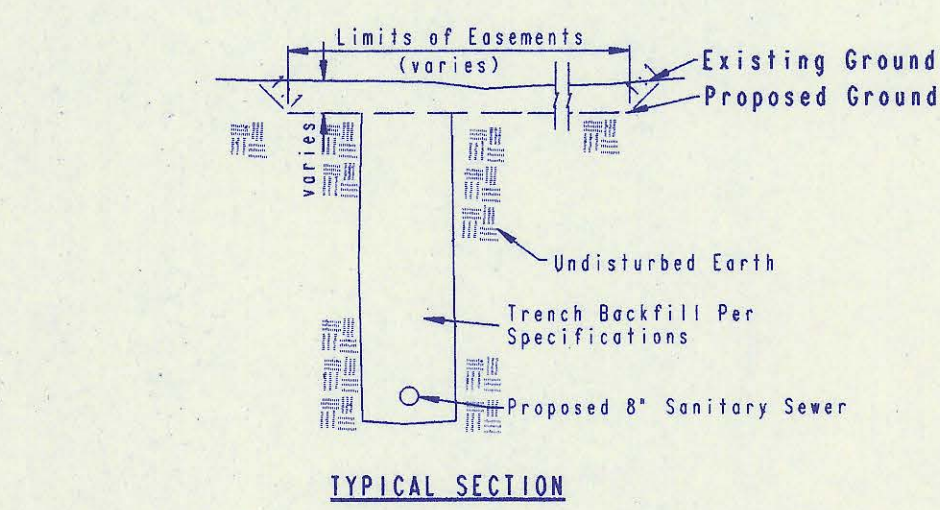 Limits of Easements
(varies)
Existing Ground
Proposed Ground
varies
Undisturbed Earth
Trench Backfill Per
Specifications
Proposed 8" Sanitary Sewer
TYPICAL SECTION